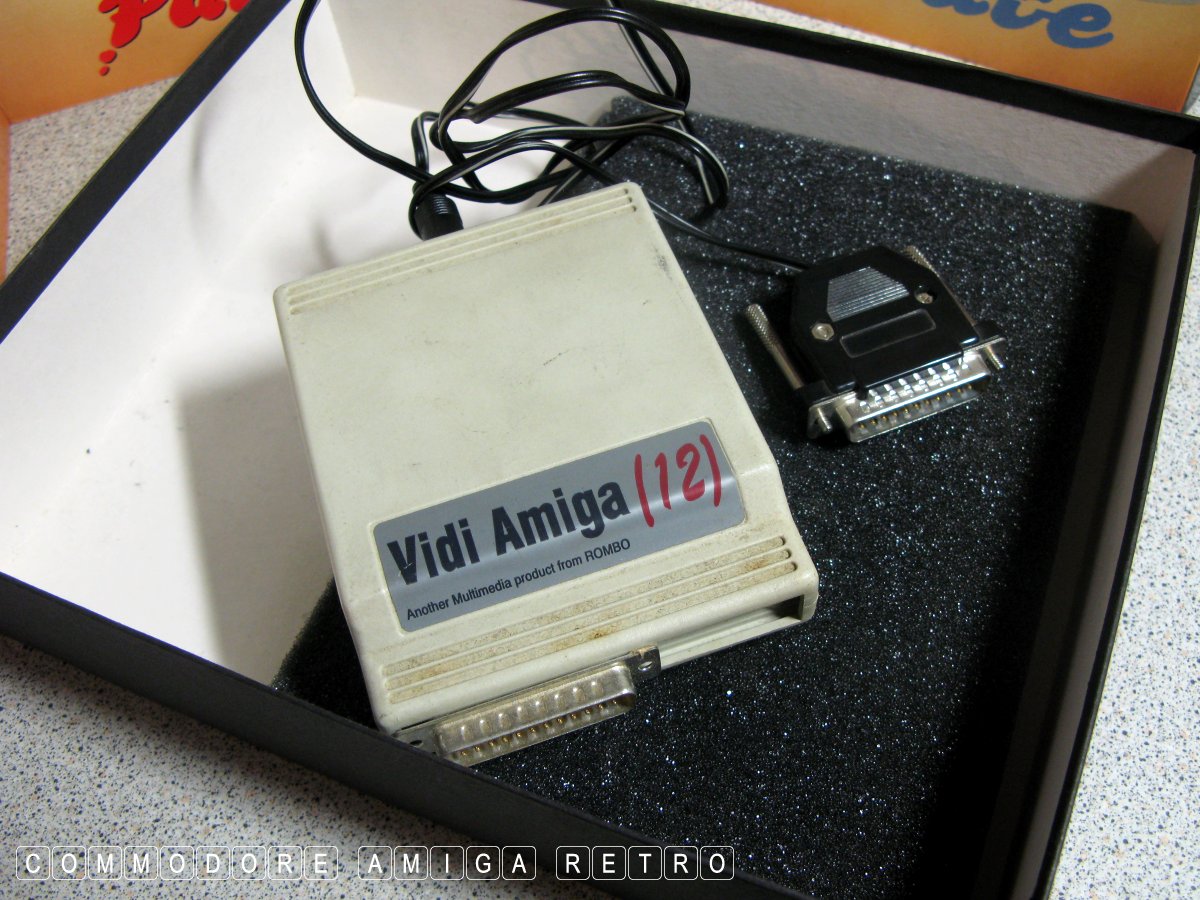 Vidi Amiga (12)
Another Multimedia product from ROMBO
COMMODORE AMIGA RETRO